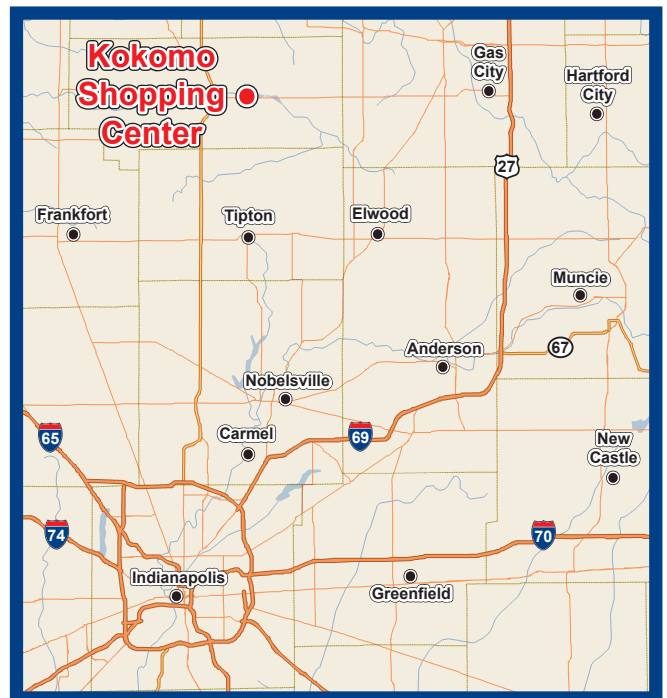 Kokomo
Shopping
Center
Gas
City
Hartford
City
27
Frankfort
Tipton
Elwood
Muncie
Anderson
67
Nobelsville
65
Carmel
69
New
Castle
74
70
Indianapolis
Greenfield